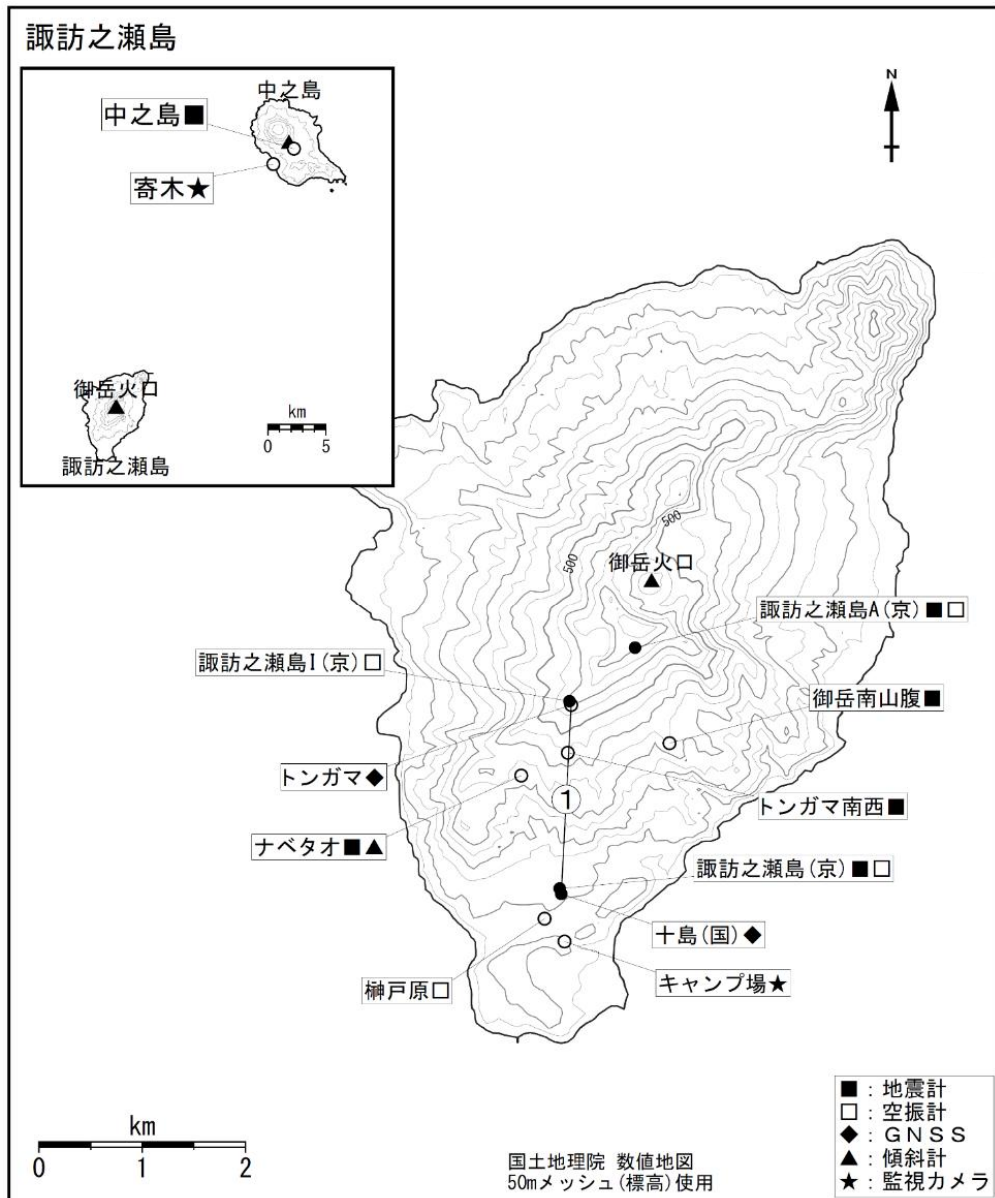 諏訪之瀬島
中之島
中之島■
寄木★
御岳火口
諏訪之瀬島
km
0 5
N
500
500
御岳火口
諏訪之瀬島A(京)■□
諏訪之瀬島I(京)□
御岳南山腹■
トンガマ◆
トンガマ南西■
①
ナベタオ■▲
諏訪之瀬島(京)■□
十島(国)◆
榊戸原□
キャンプ場★
■：地震計
□：空振計
◆：ＧＮＳＳ
▲：傾斜計
★：監視カメラ
km
0 1 2
国土地理院 数値地図
50mメッシュ(標高)使用